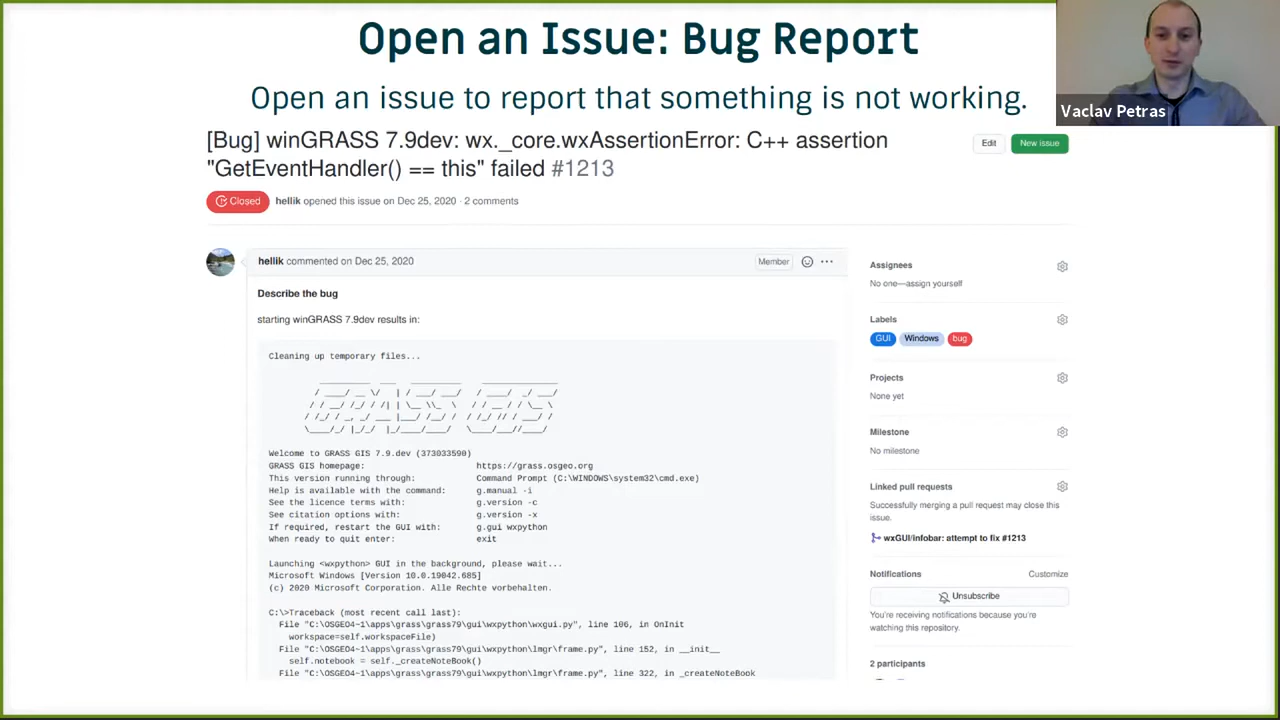 Open an Issue: Bug Report
Open an issue to report that something is not working.
Vaclav Petras
[Bug] winGRASS 7.9dev: wx._core.wxAssertionError: C++ assertion
"GetEventHandler() == this" failed #1213
Edit
New issue
Closed
hellik opened this issue on Dec 25, 2020 · 2 comments
hellik commented on Dec 25, 2020
Member
Describe the bug
starting winGRASS 7.9dev results in:
Cleaning up temporary files...
Welcome to GRASS GIS 7.9.dev (373033590)
GRASS GIS homepage: https://grass.osgeo.org
This version running through: Command Prompt (C:\WINDOWS\system32\cmd.exe)
Help is available with the command: g.manual -i
See the licence terms with: g.version -c
See citation options with: g.version -x
If required, restart the GUI with: g.gui wxpython
When ready to quit enter: exit
Launching <wxpython> GUI in the background, please wait...
Microsoft Windows [Version 10.0.19042.685]
(c) 2020 Microsoft Corporation. Alle Rechte vorbehalten.
C:\>Traceback (most recent call last):
File "C:\OSGEO4~1\apps\grass\grass79\gui\wxpython\wxgui.py", line 106, in OnInit
workspace=self.workspaceFile)
File "C:\OSGEO4~1\apps\grass\grass79\gui\wxpython\lmgr\frame.py", line 152, in __init__
self.notebook = self._createNoteBook()
File "C:\OSGEO4~1\apps\grass\grass79\gui\wxpython\lmgr\frame.py", line 322, in _createNoteBook
Assignees
No one—assign yourself
Labels
GUI Windows bug
Projects
None yet
Milestone
No milestone
Linked pull requests
Successfully merging a pull request may close this
issue.
wxGUI/infobar: attempt to fix #1213
Notifications
Customize
Unsubscribe
You're receiving notifications because you're
watching this repository.
2 participants